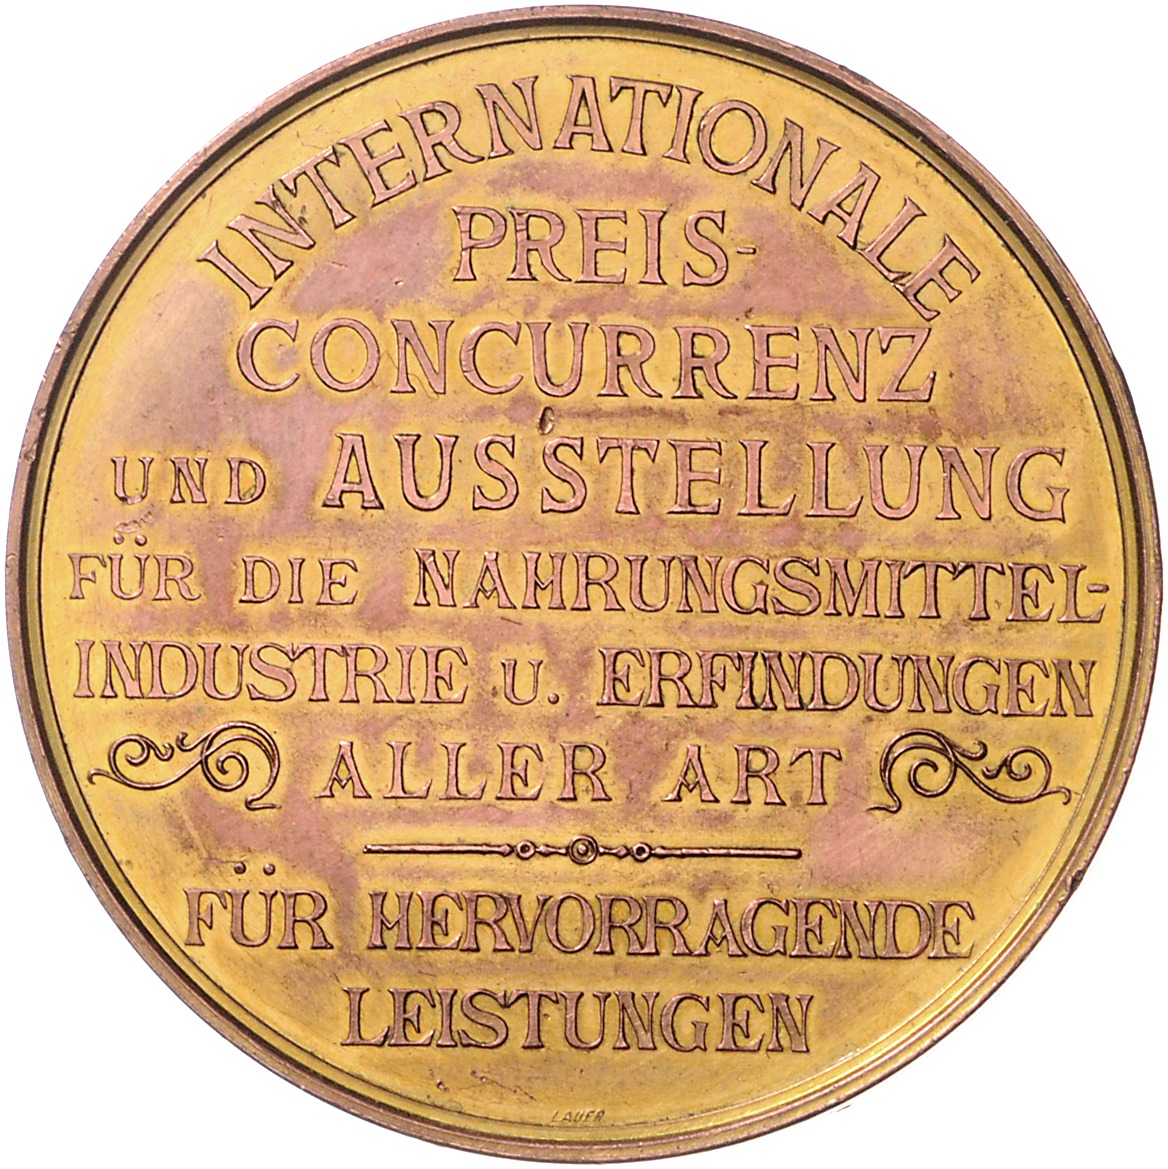 INTERNATIONALE
PREIS-
CONCURRENZ
UND AUSSTELLUNG
FÜR DIE NAHRUNGSMITTEL-
INDUSTRIE U. ERFINDUNGEN
ALLER ART
FÜR HERVORRAGENDE
LEISTUNGEN
LAUER